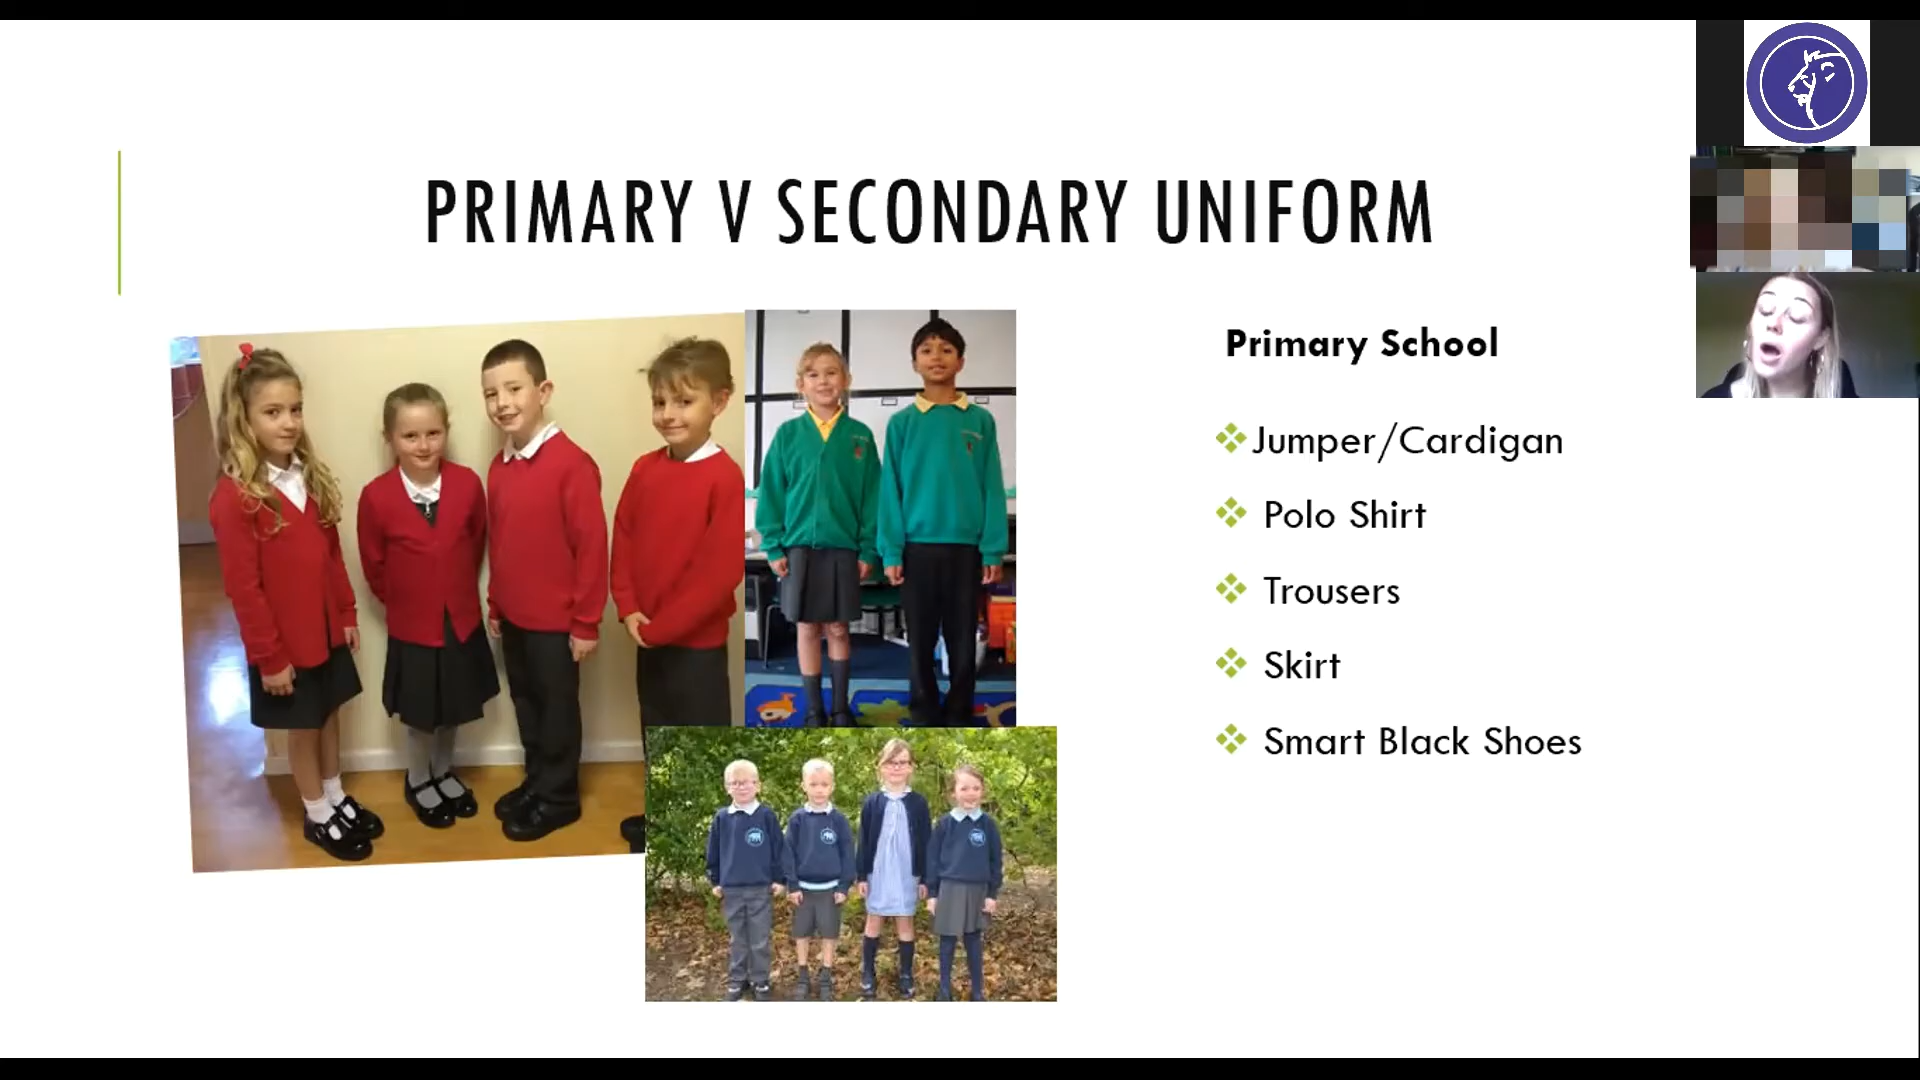 PRIMARY V SECONDARY UNIFORM
Primary School
Jumper/Cardigan
Polo Shirt
Trousers
Skirt
Smart Black Shoes